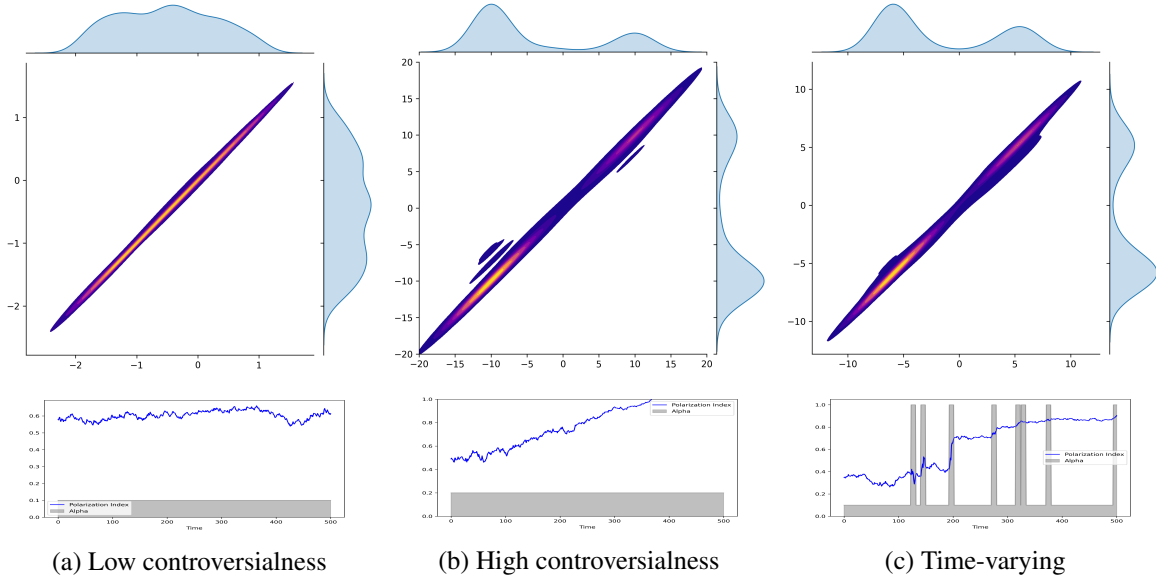 1
0
−1
−2
−2 −1 0 1
20
15
10
5
0
−5
−10
−15
−20
−20 −15 −10 −5 0 5 10 15 20
10
5
0
−5
−10
−10 −5 0 5 10
0.6
0.5
0.4
0.3
0.2
0.1
0.0
0 100 200 300 400 500
Time
Polarization Index
Alpha
1.0
0.8
0.6
0.4
0.2
0.0
0 100 200 300 400 500
Time
Polarization Index
Alpha
1.0
0.8
0.6
0.4
0.2
0.0
0 100 200 300 400 500
Time
Polarization Index
Alpha
(a) Low controversialness
(b) High controversialness
(c) Time-varying